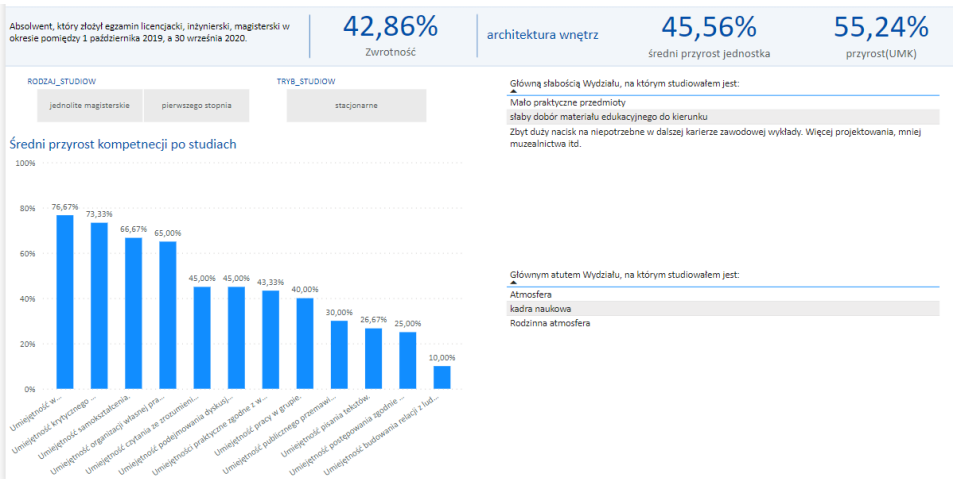 Absolwent, który złożył egzamin licencjacki, inżynierski, magisterski w
okresie pomiędzy 1 października 2019, a 30 września 2020.
42,86%
Zwrotność
architektura wnętrz
45,56%
średni przyrost jednostka
55,24%
przyrost(UMK)
RODZAJ_STUDIOW
jednolite magisterskie
pierwszego stopnia
TRYB_STUDIOW
stacjonarne
Średni przyrost kompetnecji po studiach
100%
80%
60%
40%
20%
0%
76,67%
73,33%
66,67%
65,00%
45,00%
45,00%
43,33%
40,00%
30,00%
26,67%
25,00%
10,00%
Umiejętność w...
Umiejętność krytycznego ...
Umiejętność samokształcenia.
Umiejętność organizacji własnej pra...
Umiejętność czytania ze zrozumieni...
Umiejętność podejmowania dyskusj...
Umiejętności praktyczne zgodne z w...
Umiejętność pracy w grupie.
Umiejętność publicznego przemawi...
Umiejętność pisania tekstów.
Umiejętność postępowania zgodnie ...
Umiejętność budowania relacji z lud...
Główną słabością Wydziału, na którym studiowałem jest:
Mało praktyczne przedmioty
słaby dobór materiału edukacyjnego do kierunku
Zbyt duży nacisk na niepotrzebne w dalszej karierze zawodowej wykłady. Więcej projektowania, mniej
muzealnictwa itd.
Głównym atutem Wydziału, na którym studiowałem jest:
Atmosfera
kadra naukowa
Rodzinna atmosfera